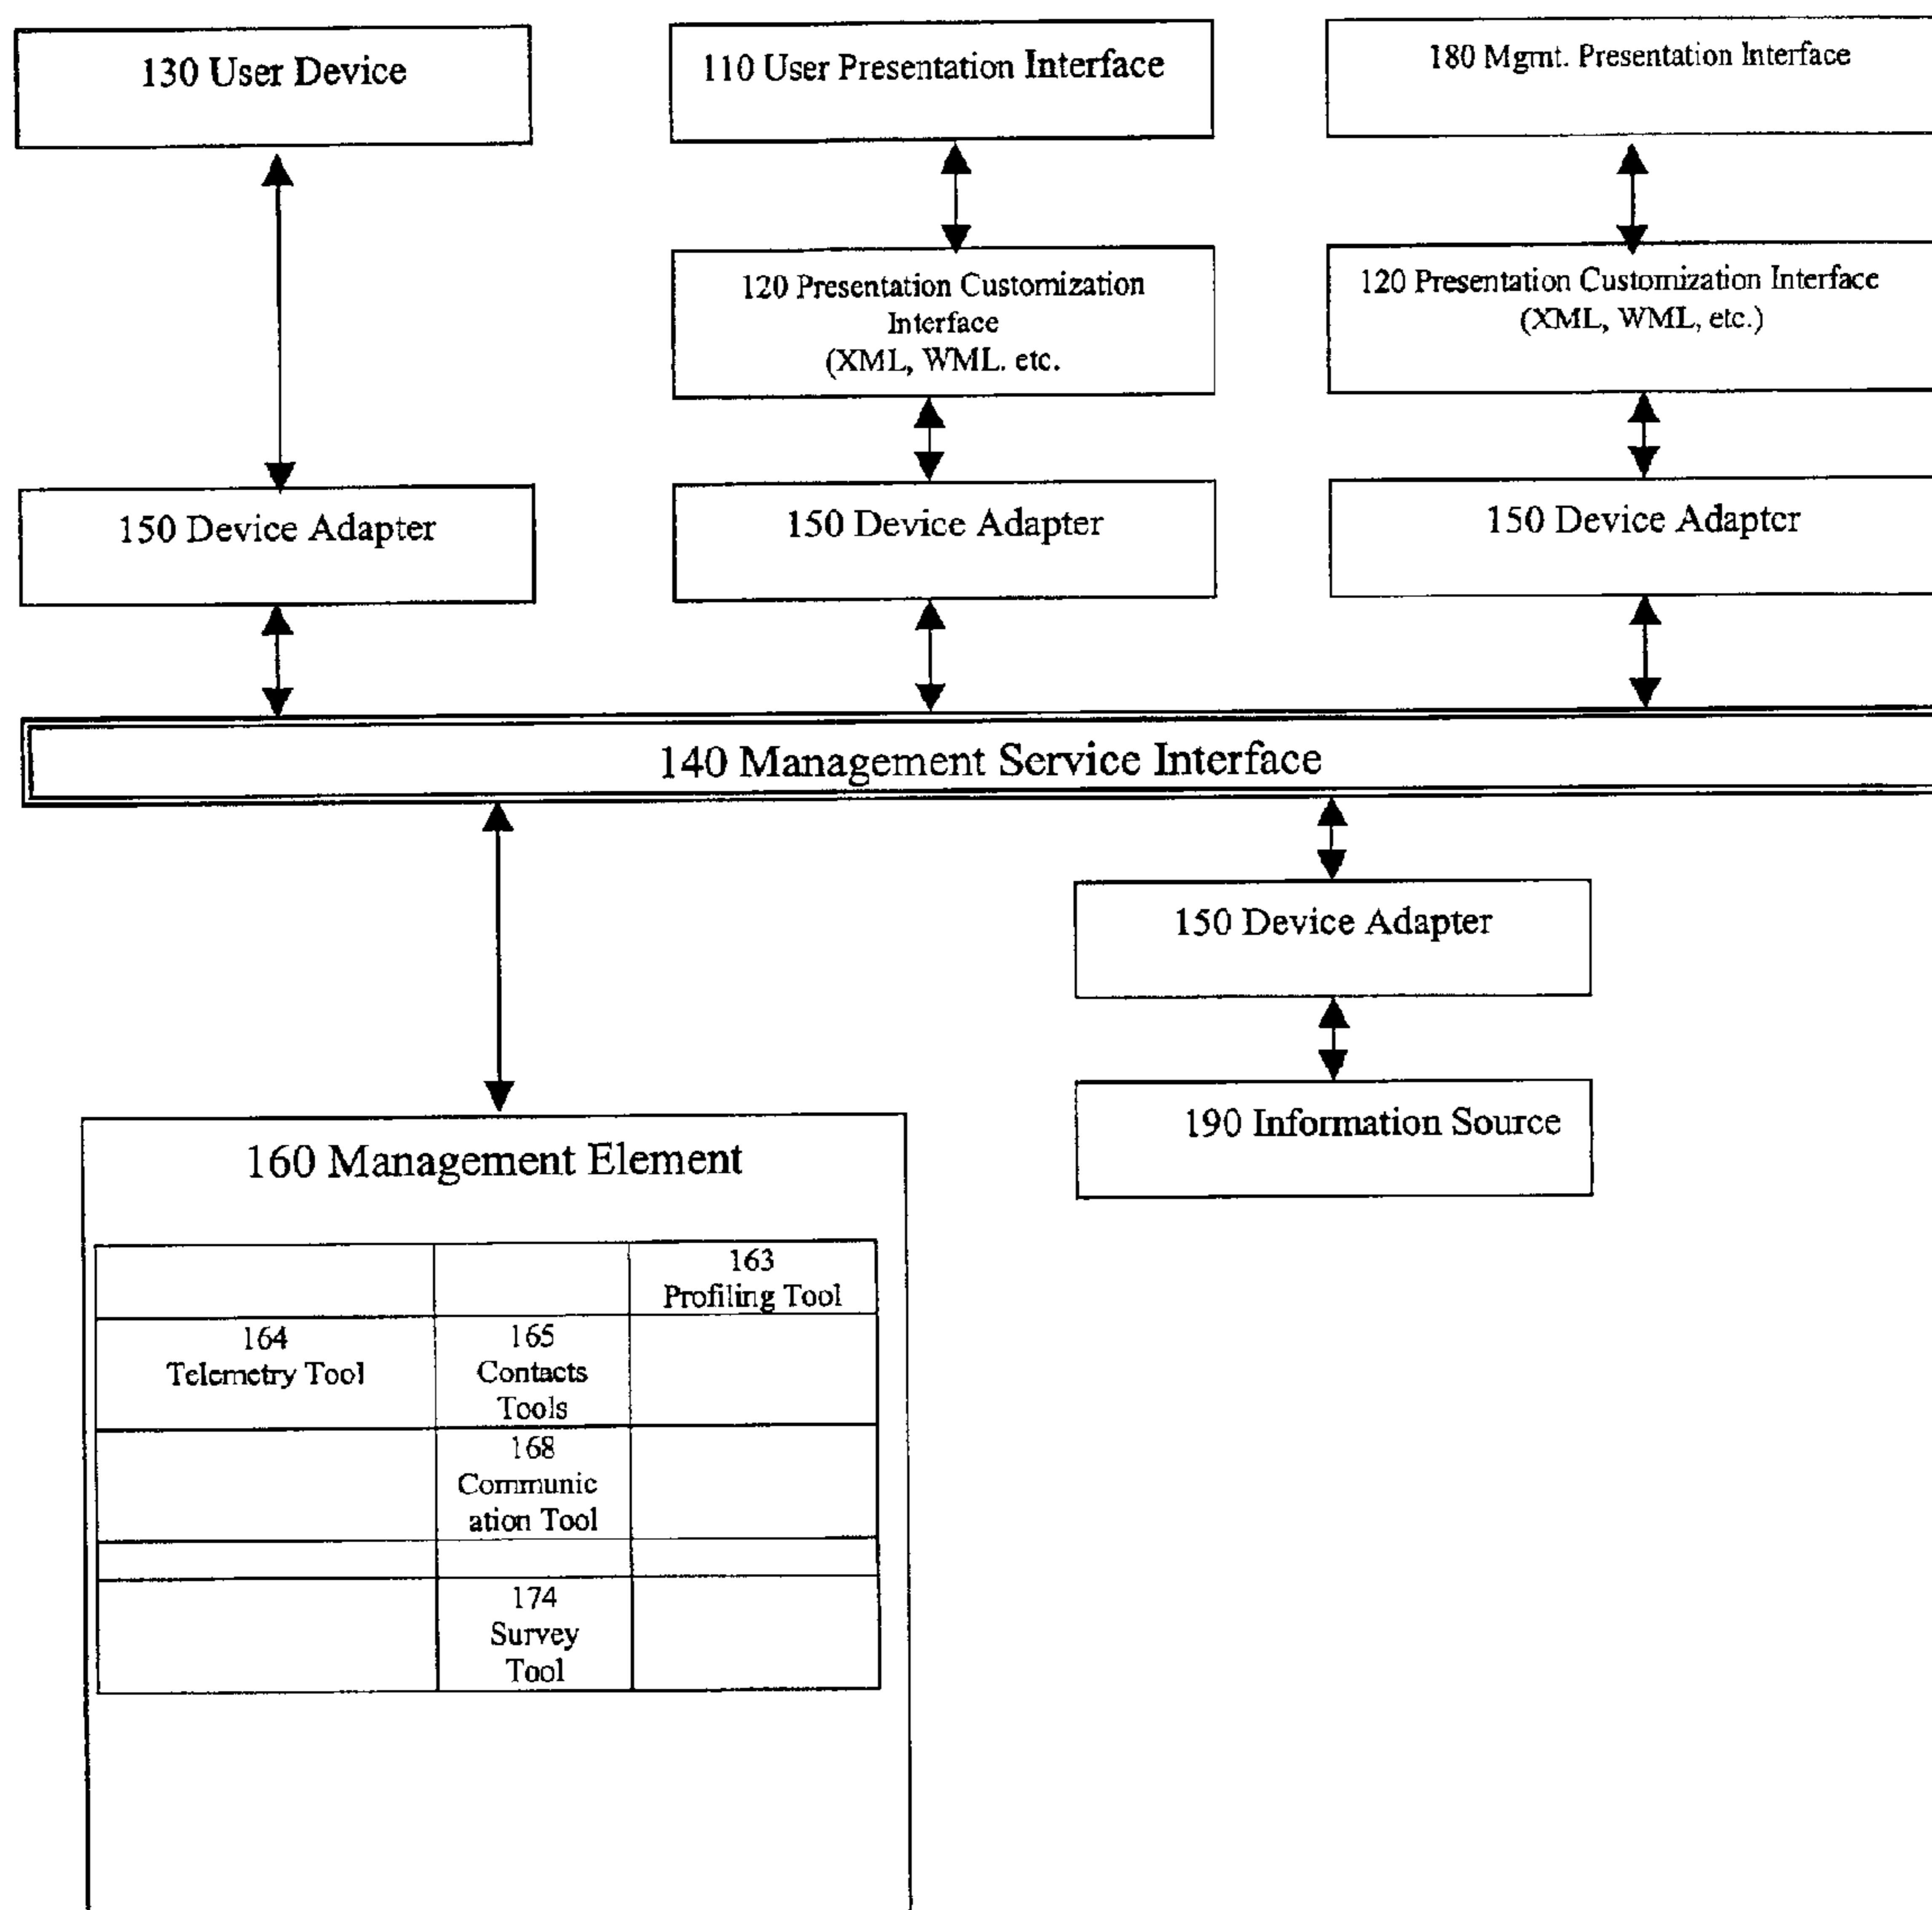 130 User Device
110 User Presentation Interface
180 Mgmt. Presentation Interface
120 Presentation Customization
Interface
(XML, WML. etc.
120 Presentation Customization Interface
(XML, WML, etc.)
150 Device Adapter
150 Device Adapter
150 Device Adapter
140 Management Service Interface
150 Device Adapter
190 Information Source
160 Management Element
163
Profiling Tool
164
Telemetry Tool
165
Contacts
Tools
168
Communic
ation Tool
174
Survey
Tool